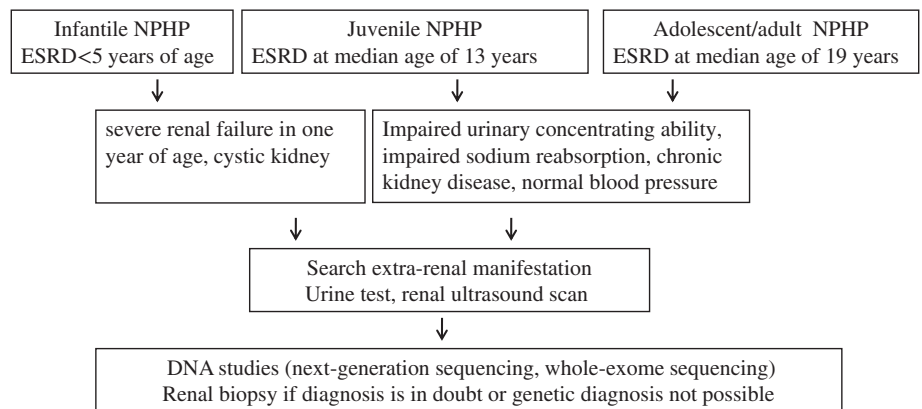 Infantile NPHP
ESRD<5 years of age
Juvenile NPHP
ESRD at median age of 13 years
Adolescent/adult NPHP
ESRD at median age of 19 years
severe renal failure in one
year of age, cystic kidney
Impaired urinary concentrating ability,
impaired sodium reabsorption, chronic
kidney disease, normal blood pressure
Search extra-renal manifestation
Urine test, renal ultrasound scan
DNA studies (next-generation sequencing, whole-exome sequencing)
Renal biopsy if diagnosis is in doubt or genetic diagnosis not possible